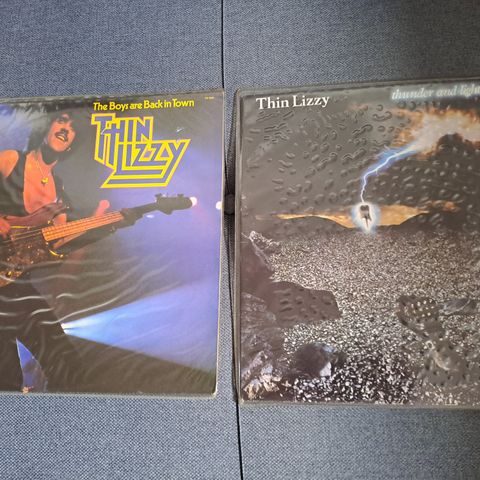 The Boys are Back in Town
THIN
LIZZY
Thin Lizzy
thunder and ligh